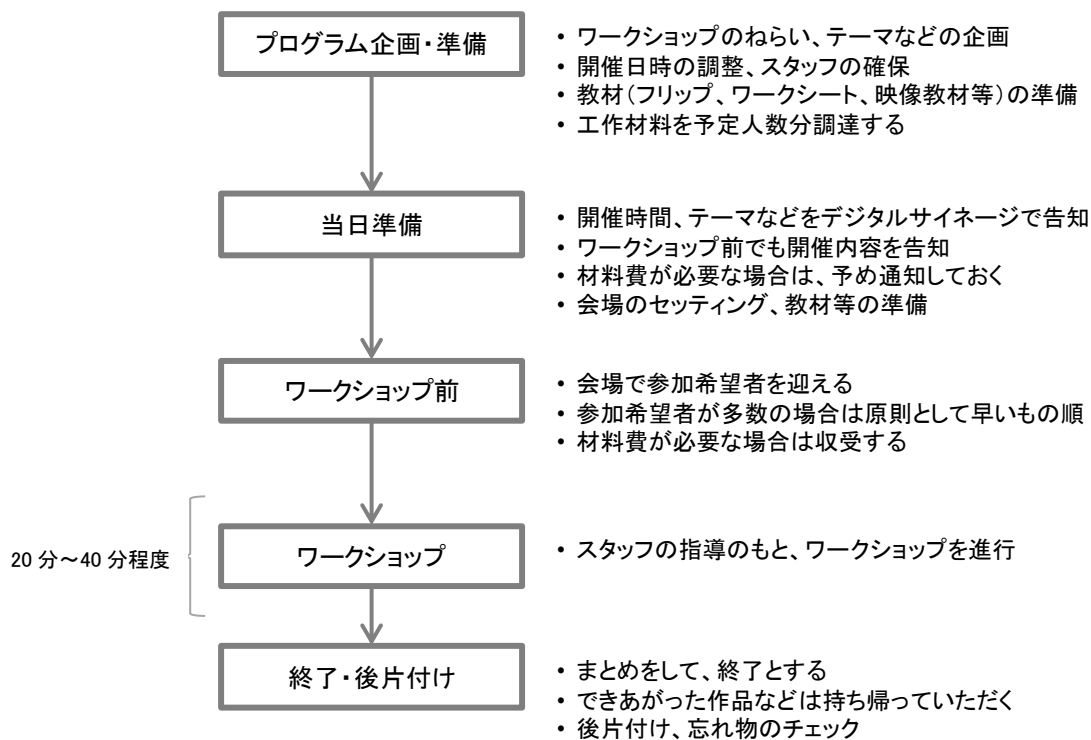 プログラム企画・準備
・ワークショップのねらい、テーマなどの企画
・開催日時の調整、スタッフの確保
・教材(フリップ、ワークシート、映像教材等)の準備
・工作材料を予定人数分調達する
当日準備
・開催時間、テーマなどをデジタルサイネージで告知
・ワークショップ前でも開催内容を告知
・材料費が必要な場合は、予め通知しておく
・会場のセッティング、教材等の準備
ワークショップ前
・会場で参加希望者を迎える
・参加希望者が多数の場合は原則として早いもの順
・材料費が必要な場合は収受する
20分～40分程度
ワークショップ
・スタッフの指導のもと、ワークショップを進行
終了・後片付け
・まとめをして、終了とする
・できあがった作品などは持ち帰っていただく
・後片付け、忘れ物のチェック